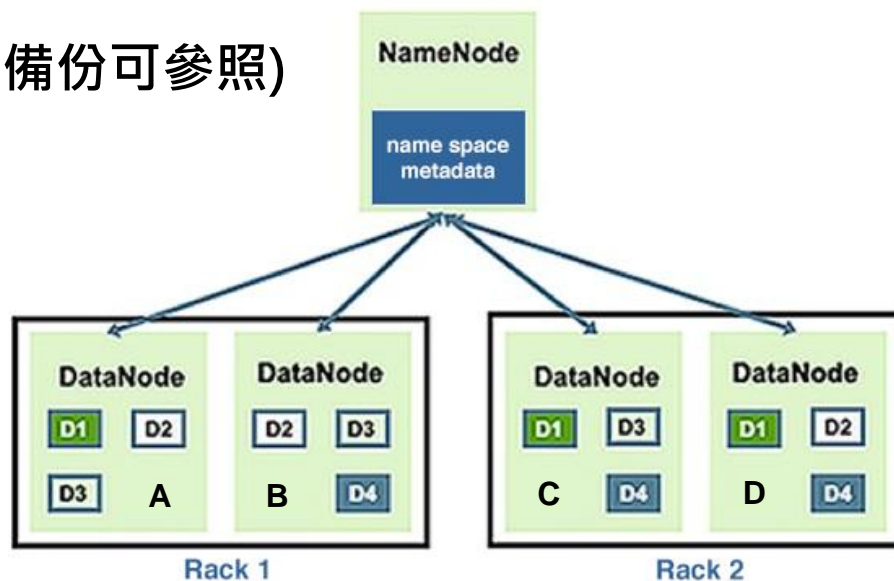 備份可參照)
NameNode
name space
metadata
DataNode
D1 D2
D3 A
DataNode
D2 D3
B D4
Rack 1
DataNode
D1 D3
C D4
DataNode
D1 D2
D D4
Rack 2